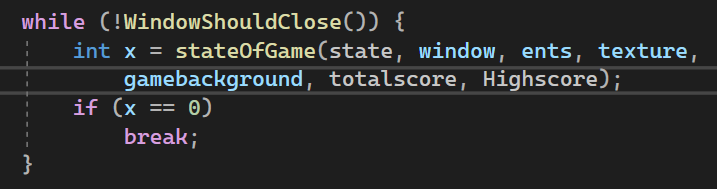 while (!WindowShouldClose()) {
    int x = stateOfGame(state, window, ents, texture,
        gamebackground, totalscore, Highscore);
    if (x == 0)
        break;
}